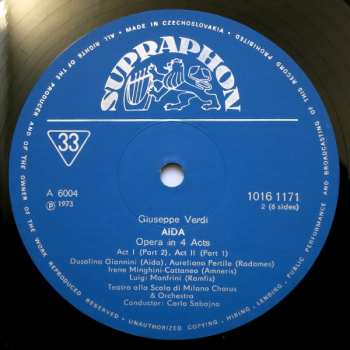 MADE IN CZECHOSLOVAKIA
ALL RIGHTS OF THE PRODUCER AND OF THE OWNER OF THE WORK REPRODUCED RESERVED · UNAUTHORIZED COPYING, HIRING, LENDING, PUBLIC PERFORMANCE AND BROADCASTING OF THIS RECORD PROHIBITED
SUPRAPHON
33
A 6004
Ⓟ 1973
1016 1171
2 (6 sides)
Giuseppe Verdi
AIDA
Opera in 4 Acts
Act I (Part 2), Act II (Part 1)
Dusolina Giannini (Aida), Aureliano Pertile (Radames)
Irene Minghini-Cattaneo (Amneris)
Luigi Manfrini (Ramfis)
Teatro alla Scala di Milano Chorus
& Orchestra
Conductor: Carlo Sabajno